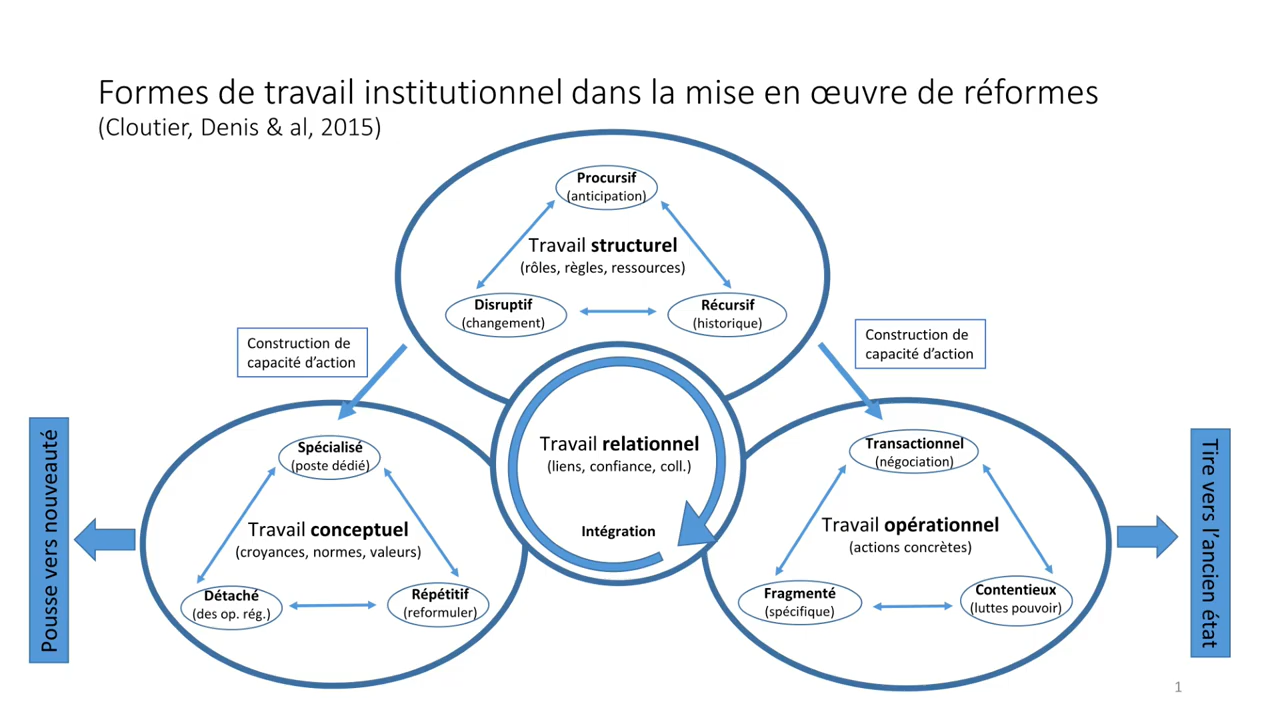 Formes de travail institutionnel dans la mise en œuvre de réformes
(Cloutier, Denis & al, 2015)
Procursif
(anticipation)
Travail structurel
(rôles, règles, ressources)
Disruptif
(changement)
Récursif
(historique)
Construction de
capacité d’action
Construction de
capacité d’action
Travail relationnel
(liens, confiance, coll.)
Intégration
Pousse vers nouveauté
Spécialisé
(poste dédié)
Travail conceptuel
(croyances, normes, valeurs)
Détaché
(des op. rég.)
Répétitif
(reformuler)
Transactionnel
(négociation)
Travail opérationnel
(actions concrètes)
Fragmenté
(spécifique)
Contentieux
(luttes pouvoir)
Tire vers l’ancien état
1